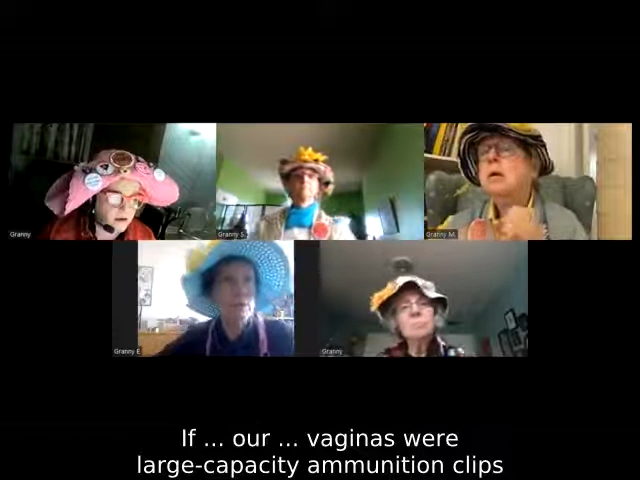 Granny
Granny S.
Granny M.
Granny E
Granny
If ... our ... vaginas were
large-capacity ammunition clips